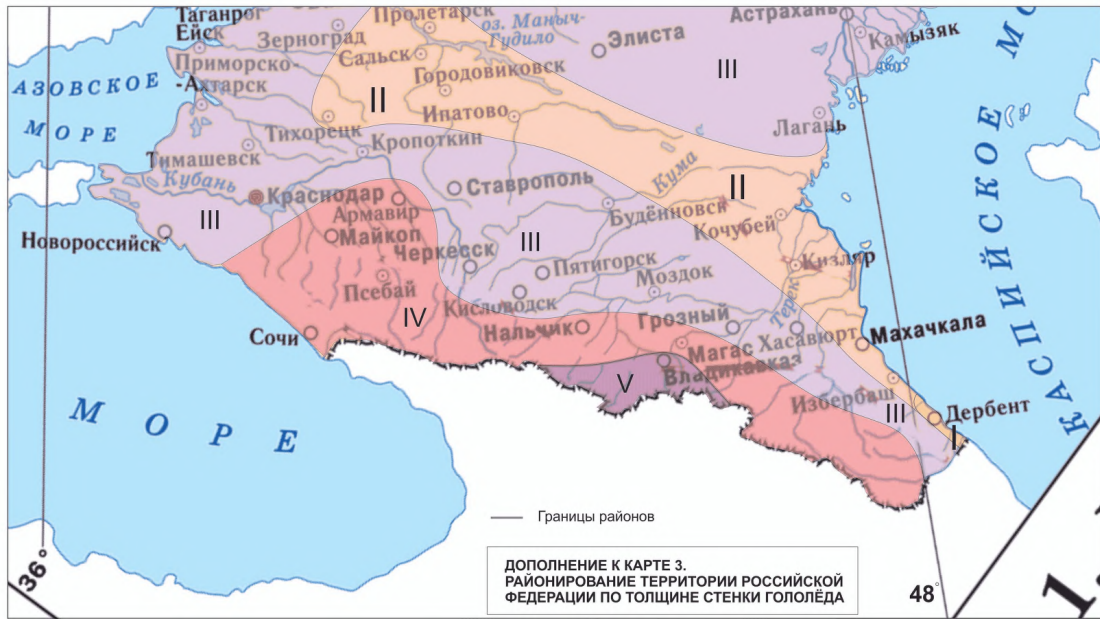 Таганрог
Ейск
Пролетарск
оз. Маныч-
Гудило
Астрахань
Камызяк
Зерноград
Элиста
Сальск
III
Приморско-
-Ахтарск
Городовиковск
АЗОВСКОЕ
МОРЕ
II
Ипатово
Лагань
Тихорецк
Кропоткин
Тимашевск
Кубань
Ставрополь
Кума
II
Краснодар
Армавир
Будённовск
III
Новороссийск
Майкоп
III
Кочубей
Черкесск
Пятигорск
Кизляр
Псебай
Моздок
Терек
КАСПИЙСКОЕ
МО
Кисловодск
IV
Нальчик
Грозный
Сочи
Хасавюрт
Махачкала
Магас
Владикавказ
V
Избербаш
III
Дербент
I
МОРЕ
Границы районов
36°
48°
ДОПОЛНЕНИЕ К КАРТЕ 3.
РАЙОНИРОВАНИЕ ТЕРРИТОРИИ РОССИЙСКОЙ
ФЕДЕРАЦИИ ПО ТОЛЩИНЕ СТЕНКИ ГОЛОЛЁДА